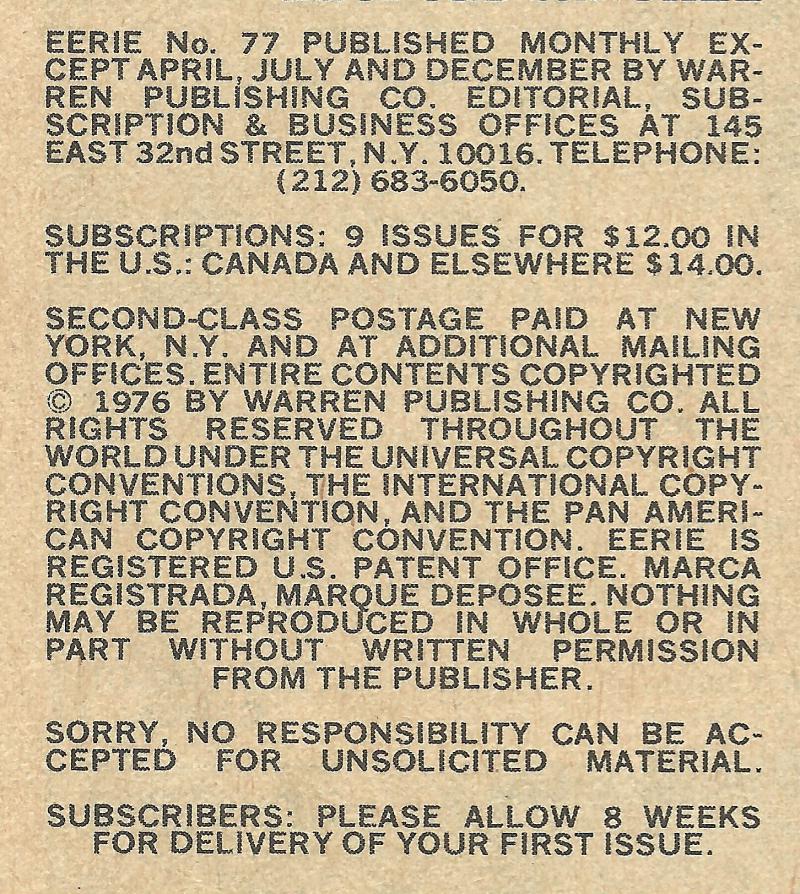 EERIE No. 77 PUBLISHED MONTHLY EX-
CEPT APRIL, JULY AND DECEMBER BY WAR-
REN PUBLISHING CO. EDITORIAL, SUB-
SCRIPTION & BUSINESS OFFICES AT 145
EAST 32nd STREET, N.Y. 10016. TELEPHONE:
(212) 683-6050.
SUBSCRIPTIONS: 9 ISSUES FOR $12.00 IN
THE U.S.: CANADA AND ELSEWHERE $14.00.
SECOND-CLASS POSTAGE PAID AT NEW
YORK, N.Y. AND AT ADDITIONAL MAILING
OFFICES. ENTIRE CONTENTS COPYRIGHTED
© 1976 BY WARREN PUBLISHING CO. ALL
RIGHTS RESERVED THROUGHOUT THE
WORLD UNDER THE UNIVERSAL COPYRIGHT
CONVENTIONS, THE INTERNATIONAL COPY-
RIGHT CONVENTION, AND THE PAN AMERI-
CAN COPYRIGHT CONVENTION. EERIE IS
REGISTERED U.S. PATENT OFFICE. MARCA
REGISTRADA, MARQUE DEPOSEE. NOTHING
MAY BE REPRODUCED IN WHOLE OR IN
PART WITHOUT WRITTEN PERMISSION
FROM THE PUBLISHER.
SORRY, NO RESPONSIBILITY CAN BE AC-
CEPTED FOR UNSOLICITED MATERIAL.
SUBSCRIBERS: PLEASE ALLOW 8 WEEKS
FOR DELIVERY OF YOUR FIRST ISSUE.